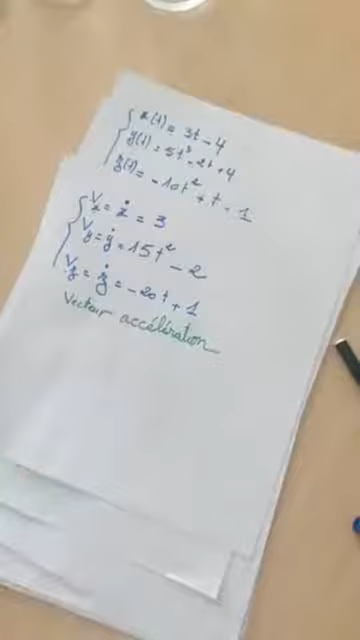 x(t) = 3t - 4
y(t) = 5t³ - 2t + 4
z(t) = -10t² + t - 1
Vx = ẋ = 3
Vy = ẏ = 15t² - 2
Vz = ż = -20t + 1
Vecteur accélération